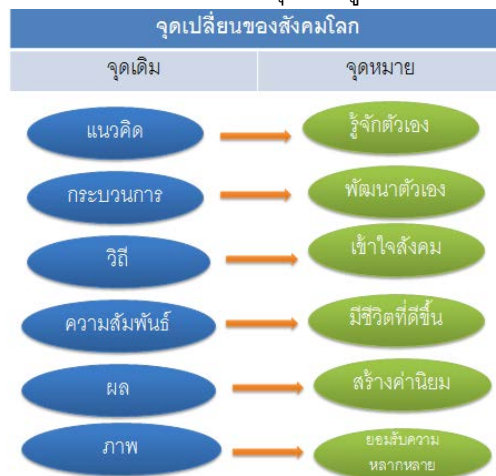 จุดเปลี่ยนของสังคมโลก
จุดเดิม จุดหมาย
แนวคิด รู้จักตัวเอง
กระบวนการ พัฒนาตัวเอง
วิถี เข้าใจสังคม
ความสัมพันธ์ มีชีวิตที่ดีขึ้น
ผล สร้างค่านิยม
ภาพ ยอมรับความ
หลากหลาย